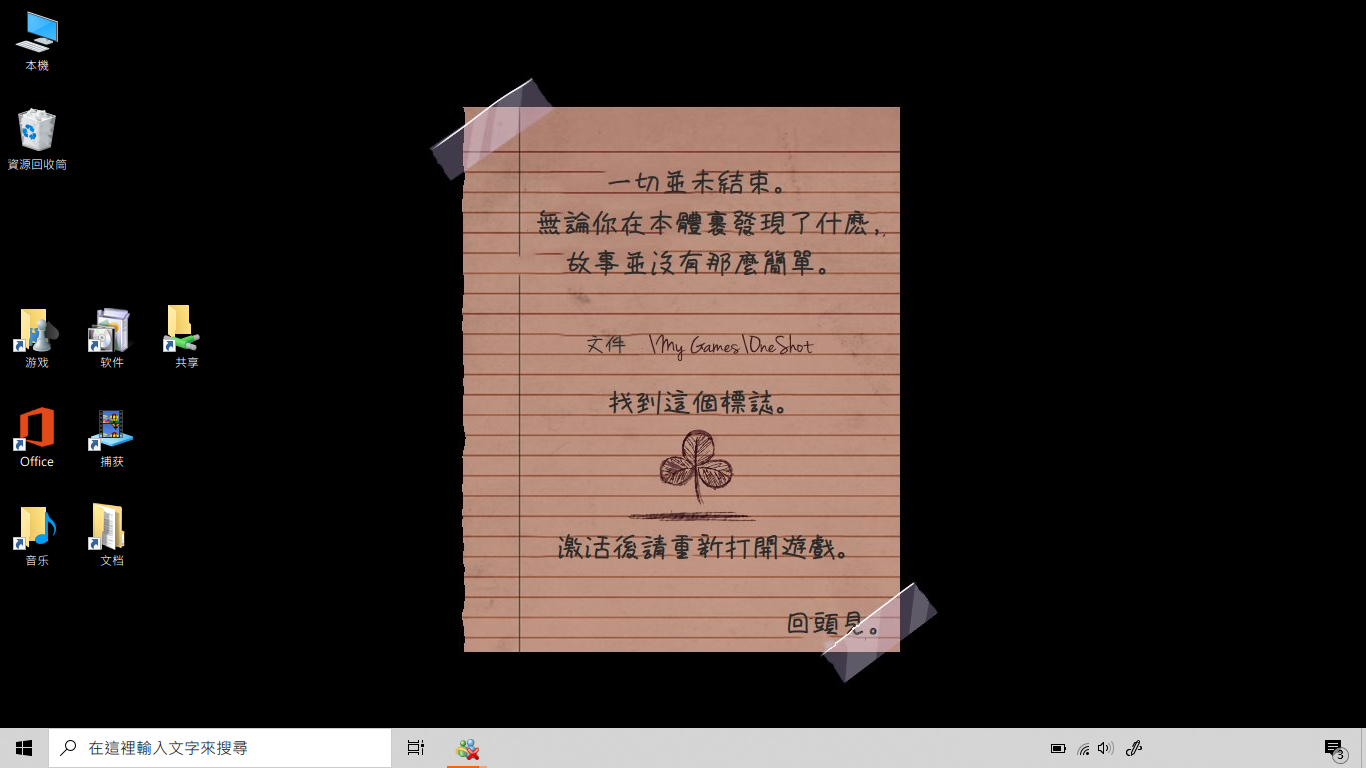 本機
資源回收筒
游戏
软件
共享
Office
捕获
音乐
文档
一切並未結束。
無論你在本體裏發現了什麽，
故事並沒有那麼簡單。
文件 \My Games\OneShot
找到這個標誌。
激活後請重新打開遊戲。
回頭見。
在這裡輸入文字來搜尋
3